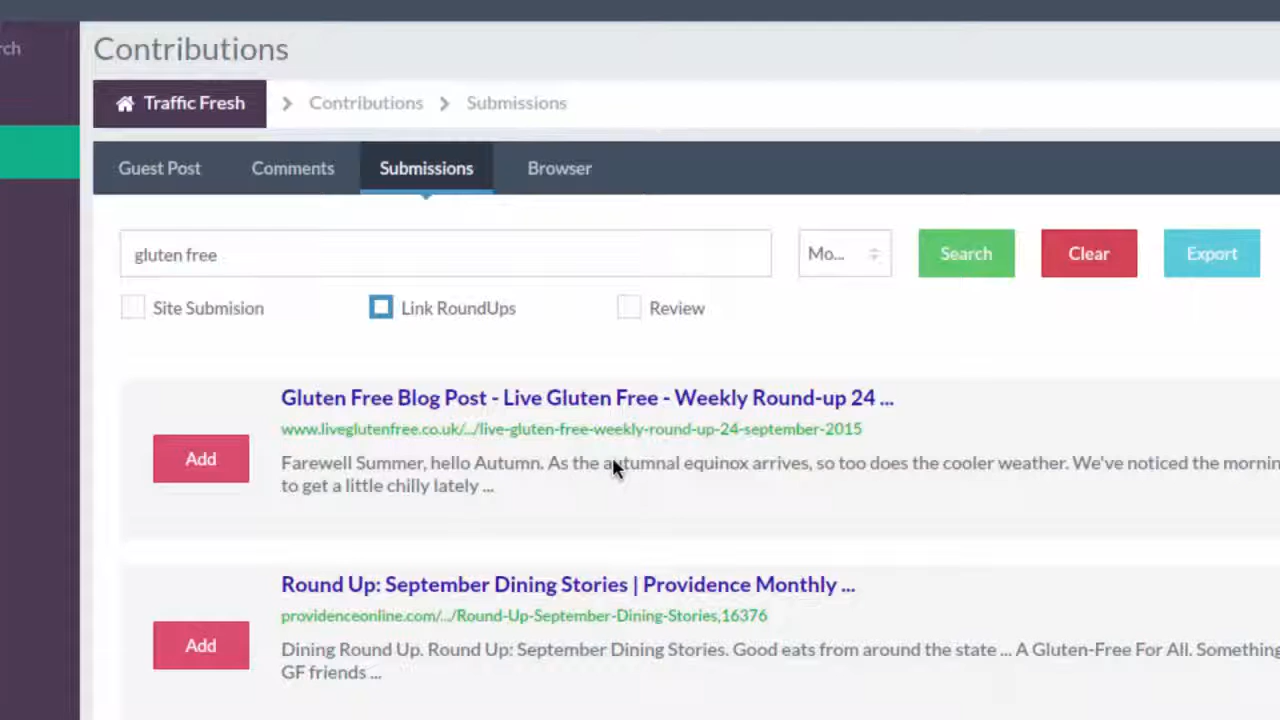 rch
Contributions
Traffic Fresh
Contributions
Submissions
Guest Post
Comments
Submissions
Browser
gluten free
Mo...
Search
Clear
Export
Site Submision
Link RoundUps
Review
Gluten Free Blog Post - Live Gluten Free - Weekly Round-up 24 ...
www.liveglutenfree.co.uk/../live-gluten-free-weekly-round-up-24-september-2015
Add
Farewell Summer, hello Autumn. As the autumnal equinox arrives, so too does the cooler weather. We've noticed the mornin
to get a little chilly lately ...
Round Up: September Dining Stories | Providence Monthly ...
providenceonline.com/../Round-Up-September-Dining-Stories,16376
Add
Dining Round Up. Round Up: September Dining Stories. Good eats from around the state ... A Gluten-Free For All. Something
GF friends ...